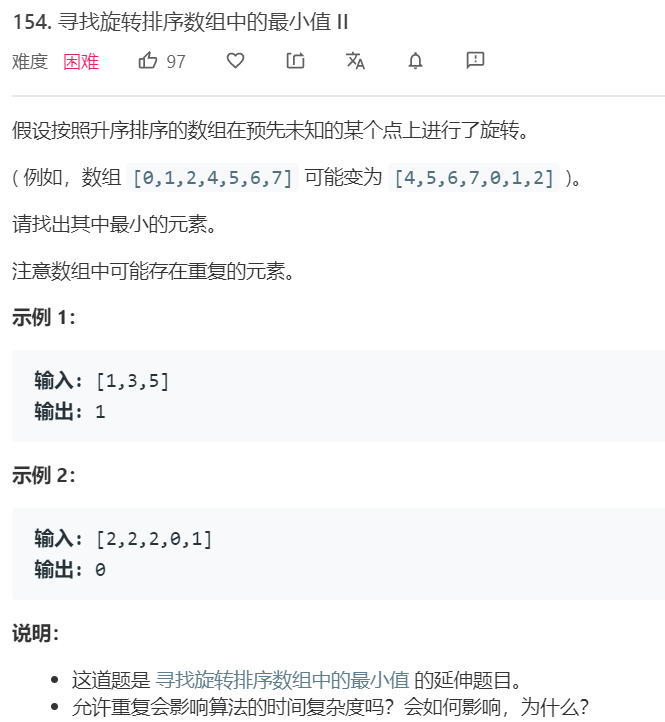 154. 寻找旋转排序数组中的最小值 II
难度 困难 97
假设按照升序排序的数组在预先未知的某个点上进行了旋转。
( 例如，数组 [0,1,2,4,5,6,7] 可能变为 [4,5,6,7,0,1,2] )。
请找出其中最小的元素。
注意数组中可能存在重复的元素。
示例 1：
输入：[1,3,5]
输出：1
示例 2：
输入：[2,2,2,0,1]
输出：0
说明：
• 这道题是 寻找旋转排序数组中的最小值 的延伸题目。
• 允许重复会影响算法的时间复杂度吗？会如何影响，为什么？